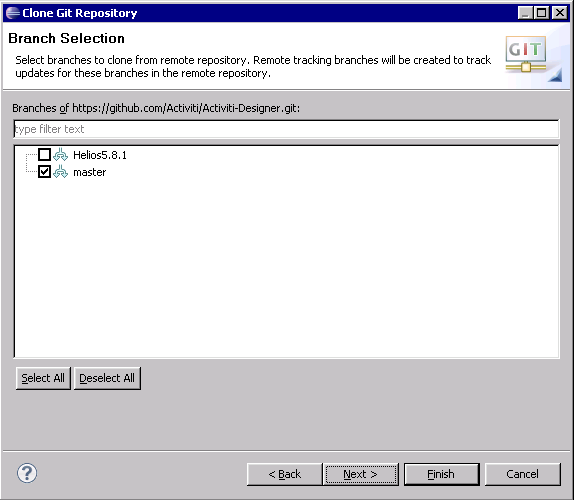 Clone Git Repository
Branch Selection
Select branches to clone from remote repository. Remote tracking branches will be created to track
updates for these branches in the remote repository.
GIT
Branches of https://github.com/Activiti/Activiti-Designer.git:
type filter text
Helios5.8.1
master
Select All Deselect All
? < Back Next > Finish Cancel